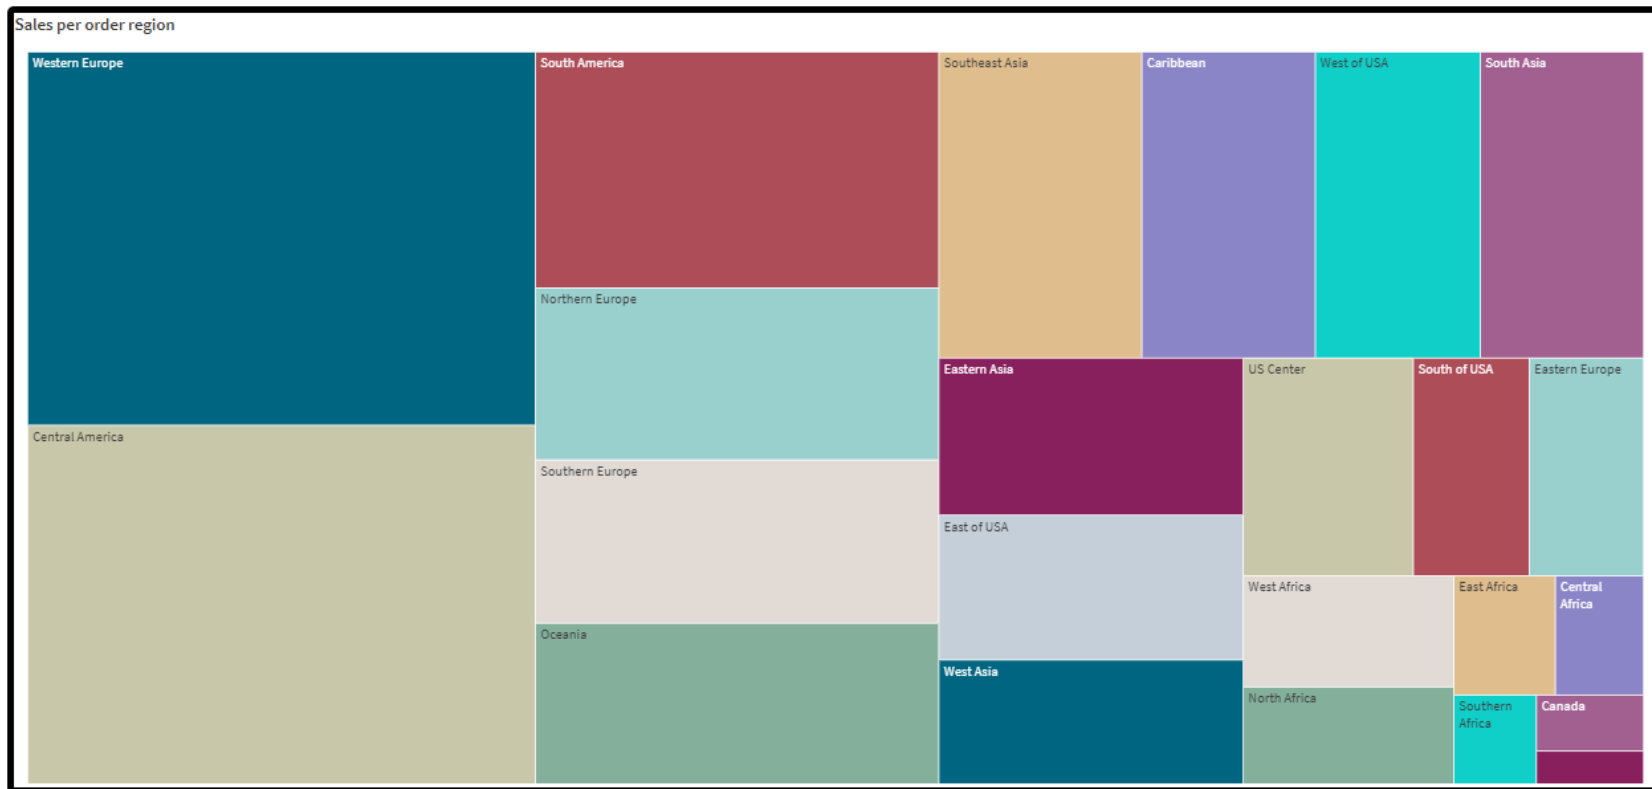 Sales per order region
Western Europe
South America
Southeast Asia
Caribbean
West of USA
South Asia
Northern Europe
Eastern Asia
US Center
South of USA
Eastern Europe
Central America
Southern Europe
East of USA
West Africa
East Africa
Central
Africa
Oceania
West Asia
North Africa
Southern
Africa
Canada